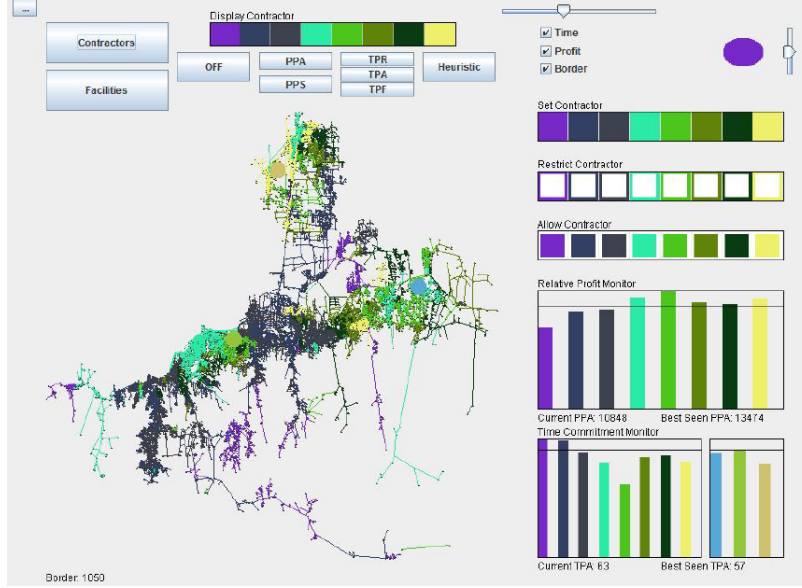 ...
Display Contractor
Contractors
Facilities
OFF
PPA
PPS
TPR
TPA
TPF
Heuristic
Time
Profit
Border
Set Contractor
Restrict Contractor
Allow Contractor
Relative Profit Monitor
Current PPA: 10848 Best Seen PPA: 13474
Time Commitment Monitor
Current TPA: 63 Best Seen TPA: 57
Border: 1050